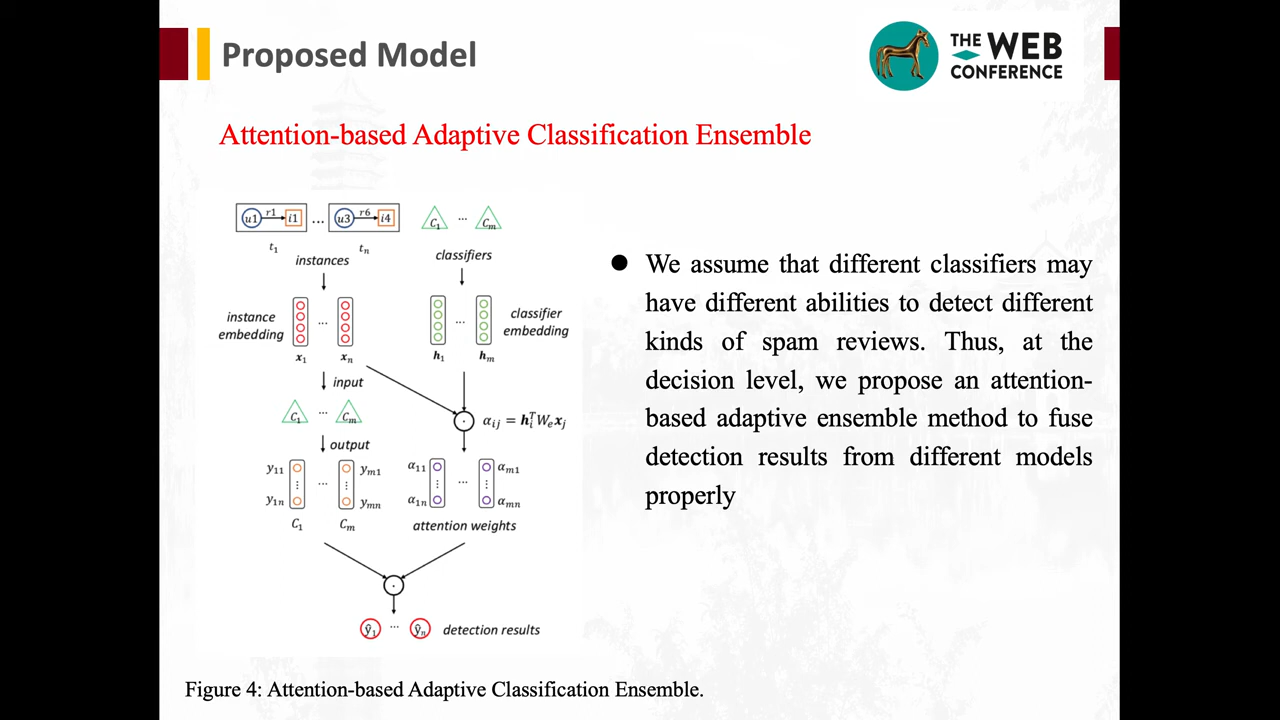 Proposed Model
THE WEB
CONFERENCE
Attention-based Adaptive Classification Ensemble
u1 r1 i1 ... u3 r6 i4
t₁ tₙ
instances
C₁ ... Cₘ
classifiers
instance
embedding
x₁ ... xₙ
classifier
embedding
h₁ ... hₘ
input
C₁ ... Cₘ
αᵢⱼ = hᵢᵀWₑxⱼ
output
y₁₁ ... yₘ₁
y₁ₙ yₘₙ
C₁ Cₘ
α₁₁ ... αₘ₁
α₁ₙ αₘₙ
attention weights
ŷ₁ ... ŷₙ detection results
● We assume that different classifiers may
have different abilities to detect different
kinds of spam reviews. Thus, at the
decision level, we propose an attention-
based adaptive ensemble method to fuse
detection results from different models
properly
Figure 4: Attention-based Adaptive Classification Ensemble.